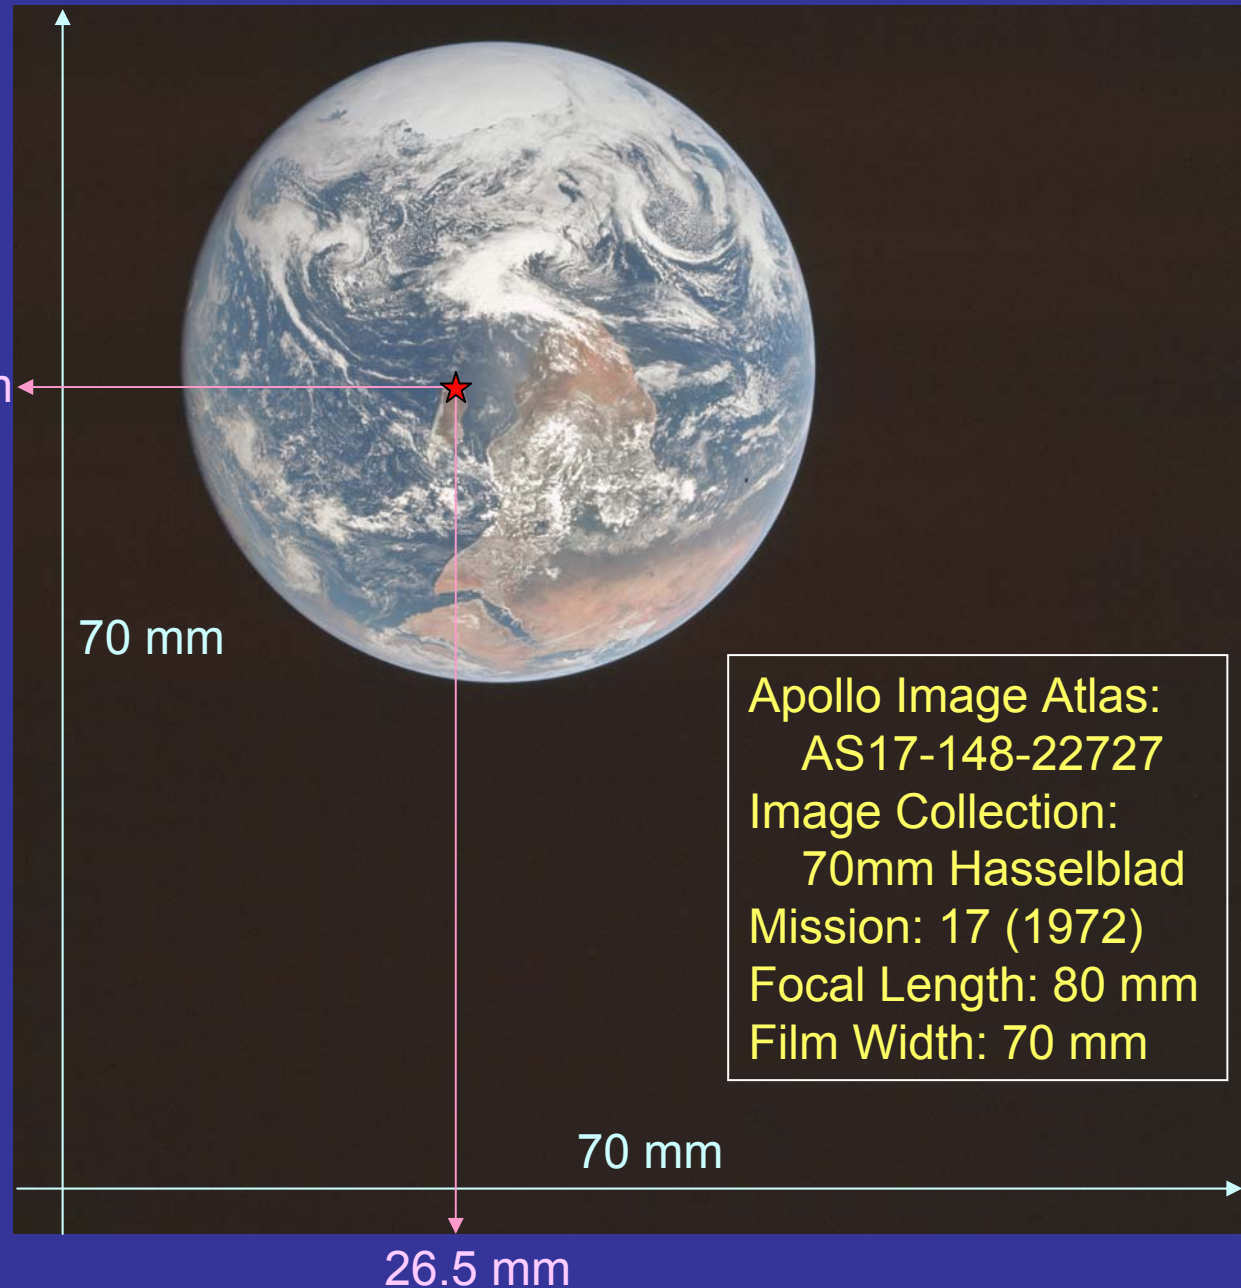 70 mm
Apollo Image Atlas:
AS17-148-22727
Image Collection:
70mm Hasselblad
Mission: 17 (1972)
Focal Length: 80 mm
Film Width: 70 mm
70 mm
26.5 mm